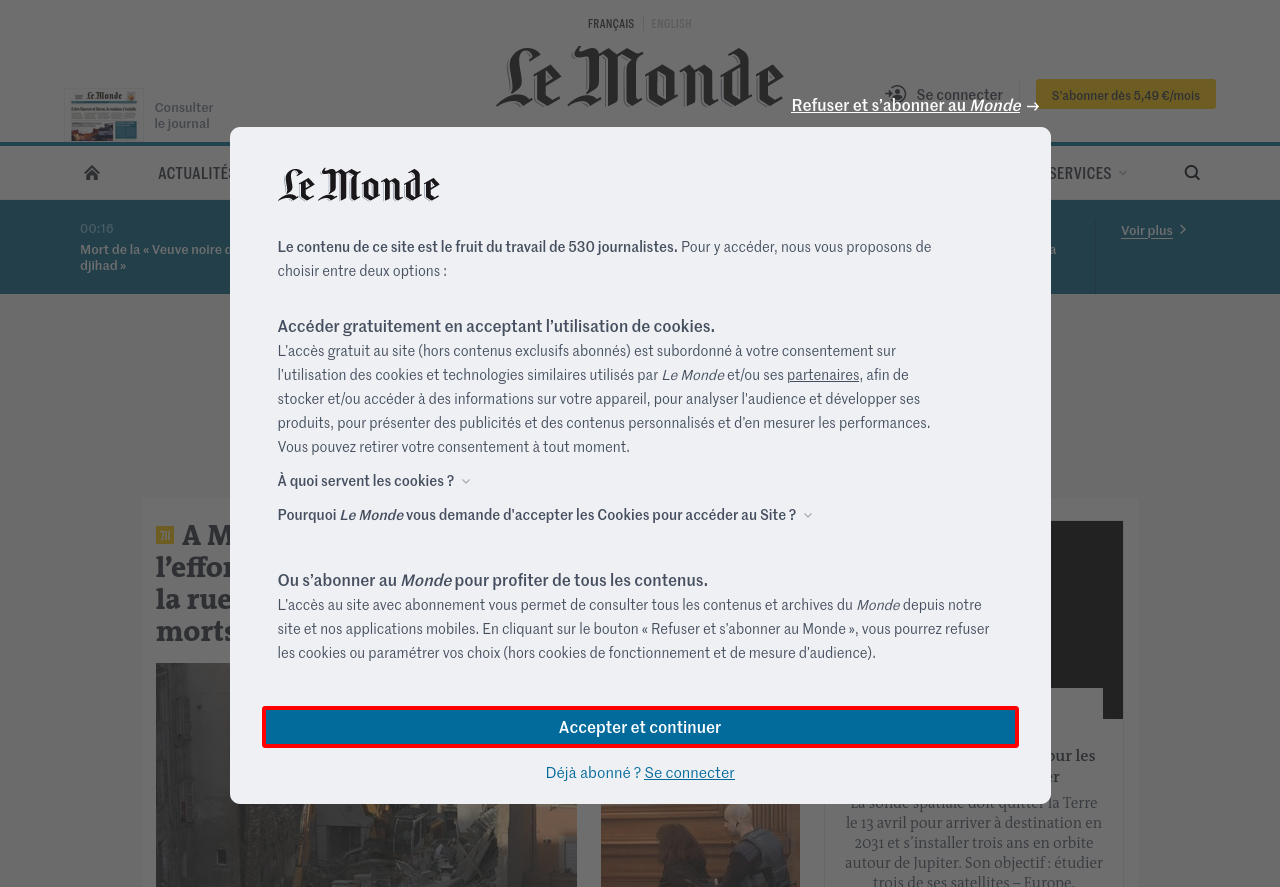 FRANÇAIS
ENGLISH
Le Monde
Consulter
le journal
Se connecter
S'abonner dès 5,49 €/mois
Refuser et s’abonner au Monde →
ACTUALITÉS
SERVICES
00:16
Mort de la « Veuve noire
djihad »
Voir plus
Le Monde
Le contenu de ce site est le fruit du travail de 530 journalistes. Pour y accéder, nous vous proposons de
choisir entre deux options :
Accéder gratuitement en acceptant l’utilisation de cookies.
L’accès gratuit au site (hors contenus exclusifs abonnés) est subordonné à votre consentement sur
l’utilisation des cookies et technologies similaires utilisés par Le Monde et/ou ses partenaires, afin de
stocker et/ou accéder à des informations sur votre appareil, pour analyser l’audience et développer ses
produits, pour présenter des publicités et des contenus personnalisés et d’en mesurer les performances.
Vous pouvez retirer votre consentement à tout moment.
À quoi servent les cookies ?
Pourquoi Le Monde vous demande d'accepter les Cookies pour accéder au Site ?
Ou s’abonner au Monde pour profiter de tous les contenus.
L’accès au site avec abonnement vous permet de consulter tous les contenus et archives du Monde depuis notre
site et nos applications mobiles. En cliquant sur le bouton « Refuser et s’abonner au Monde », vous pourrez refuser
les cookies ou paramétrer vos choix (hors cookies de fonctionnement et de mesure d’audience).
Accepter et continuer
Déjà abonné ? Se connecter
A M
l’effo
la rue
morts
les
La sonde spatiale doit quitter la Terre
le 13 avril pour arriver à destination en
2031 et s’installer trois ans en orbite
autour de Jupiter. Son objectif : étudier
trois de ses satellites – Europe,